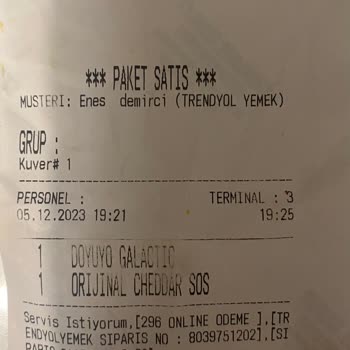 *** PAKET SATIS ***
MUSTERI: Enes demirci (TRENDYOL YEMEK)
GRUP :
Kuver# 1
PERSONEL : TERMINAL : 3
05.12.2023 19:21 19:25
1 DOYUYO GALACTIC
1 ORIJINAL CHEDDAR SOS
Servis Istiyorum,[296 ONLINE ODEME ],[TR
ENDYOLYEMEK SIPARIS NO : 8039751202],[SI